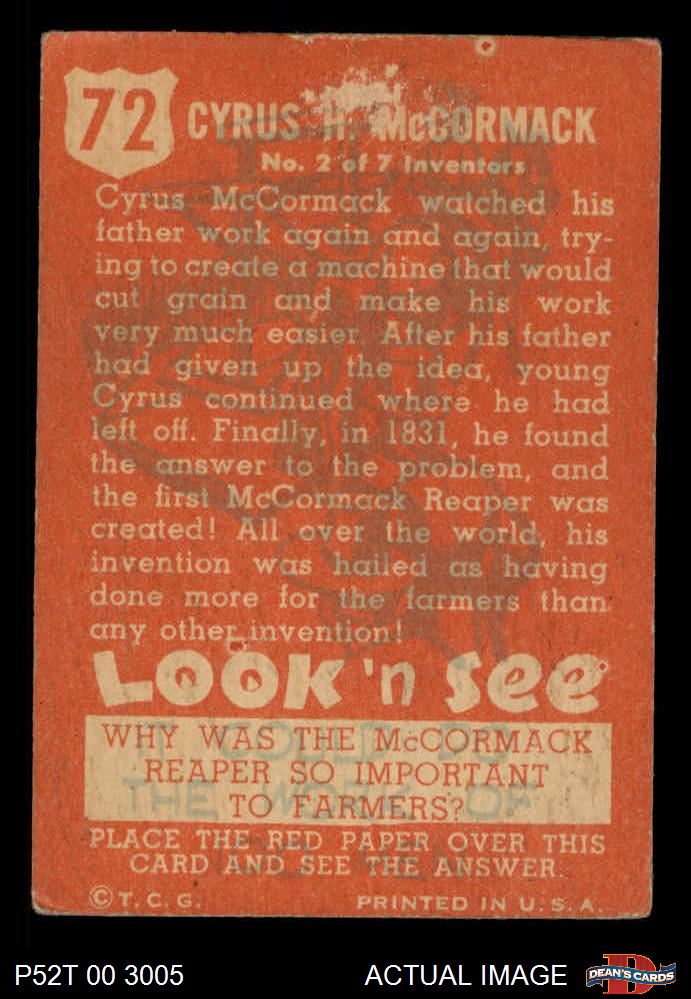 72
CYRUS H. McCORMACK
No. 2 of 7 Inventors
Cyrus McCormack watched his
father work again and again, try-
ing to create a machine that would
cut grain and make his work
very much easier. After his father
had given up the idea, young
Cyrus continued where he had
left off. Finally, in 1831, he found
the answer to the problem, and
the first McCormack Reaper was
created! All over the world, his
invention was hailed as having
done more for the farmers than
any other invention!
LOOK 'n See
WHY WAS THE McCORMACK
REAPER SO IMPORTANT
TO FARMERS?
IT COULD DO
THE WORK OF
PLACE THE RED PAPER OVER THIS
CARD AND SEE THE ANSWER.
© T. C. G. PRINTED IN U. S. A.
P52T 00 3005 ACTUAL IMAGE DEAN'S CARDS